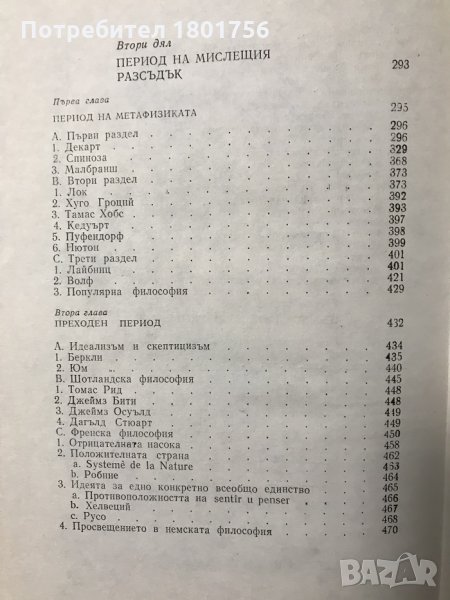 Потребител 1801756
Втори дял
ПЕРИОД НА МИСЛЕЩИЯ
РАЗСЪДЪК 293
Първа глава
ПЕРИОД НА МЕТАФИЗИКАТА 295
А. Първи раздел 296
1. Декарт 296
2. Спиноза 329
3. Малбранш 368
В. Втори раздел 373
1. Лок 373
2. Хуго Гроций 392
3. Тамас Хобс 393
4. Кедуърт 397
5. Пуфендорф 398
6. Нютон 399
С. Трети раздел 401
1. Лайбниц 401
2. Волф 421
3. Популярна философия 429
Втора глава
ПРЕХОДЕН ПЕРИОД 432
А. Идеализъм и скептицизъм 434
1. Беркли 435
2. Юм 440
В. Шотландска философия 445
1. Томас Рид 448
2. Джеймз Бити 448
3. Джеймз Осуълд 449
4. Дагълд Стюарт 449
С. Френска философия 450
1. Отрицателната насока 458
2. Положителната страна 462
a. Systemè de la Nature 463
b. Робине 464
3. Идеята за едно конкретно всеобщо единство 465
a. Противоположността на sentir u penser 466
b. Хелвеций 467
c. Русо 468
4. Просвещението в немската философия 470
BAZAR